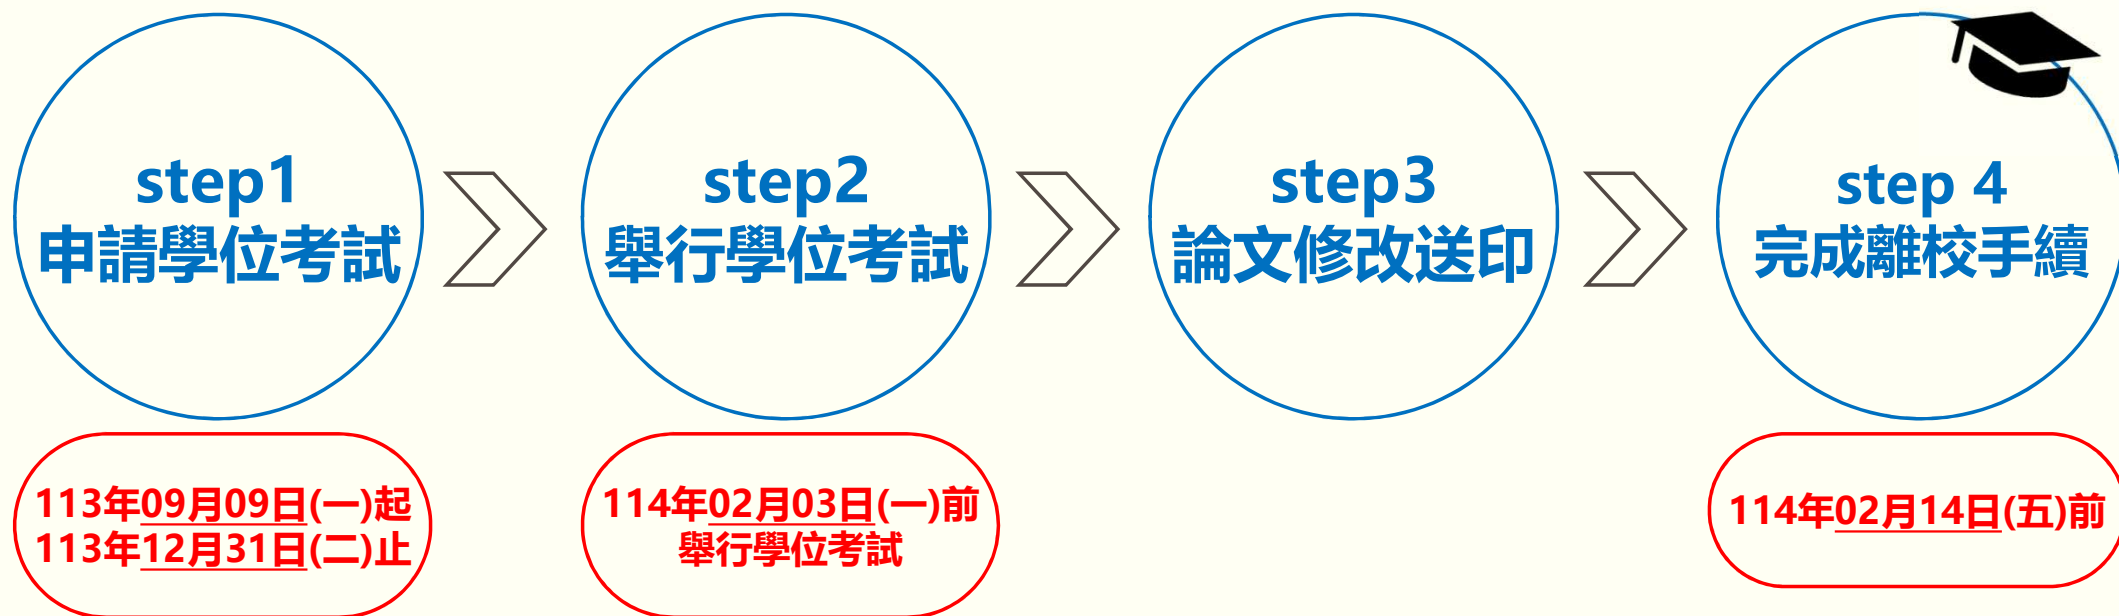 step1
申請學位考試
step2
舉行學位考試
step3
論文修改送印
step 4
完成離校手續
113年09月09日(一)起
113年12月31日(二)止
114年02月03日(一)前
舉行學位考試
114年02月14日(五)前